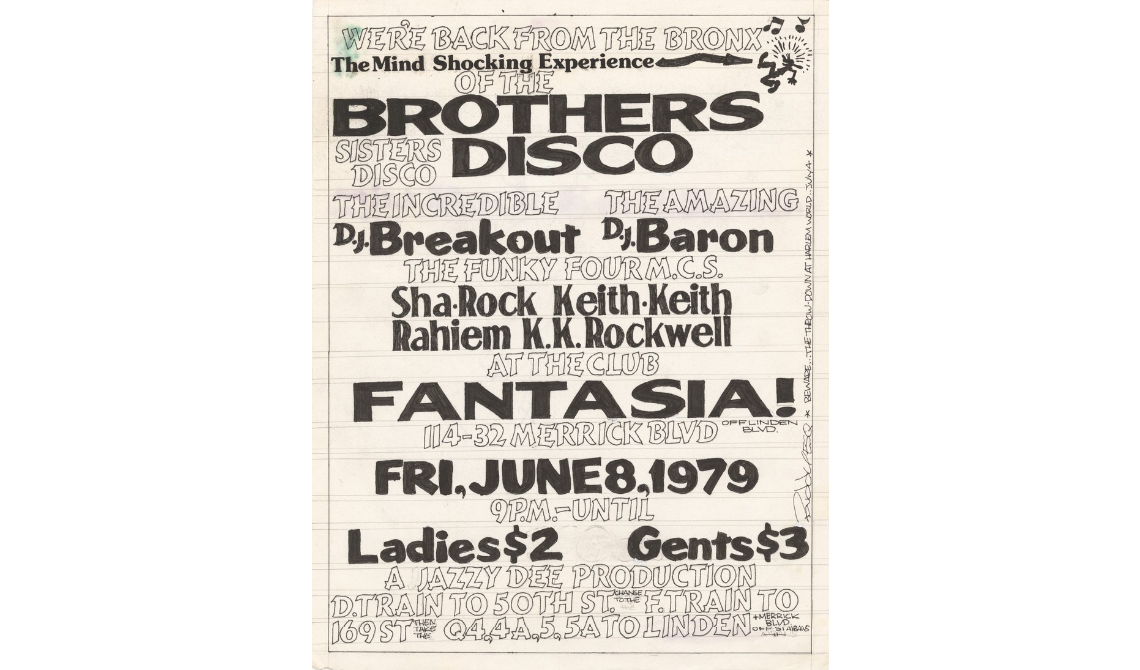 WE'RE BACK FROM THE BRONX
The Mind Shocking Experience
OF THE
BROTHERS
SISTERS DISCO
DISCO
THE INCREDIBLE THE AMAZING
D.J. Breakout D.J. Baron
THE FUNKY FOUR M.C.S.
Sha·Rock Keith·Keith
Rahiem K.K. Rockwell
AT THE CLUB
FANTASIA!
114-32 MERRICK BLVD OFF LINDEN BLVD.
FRI, JUNE 8, 1979
9P.M.-UNTIL
Ladies $2 Gents $3
A JAZZY DEE PRODUCTION
D. TRAIN TO 50TH ST. CHANGE TO THE F. TRAIN TO
169 ST THEN TAKE THE Q4, 4A, 5, 5A TO LINDEN + MERRICK BLVD.
* BEWARE... THE THROW-DOWN AT HARLEM WORLD.. JULY 4 *